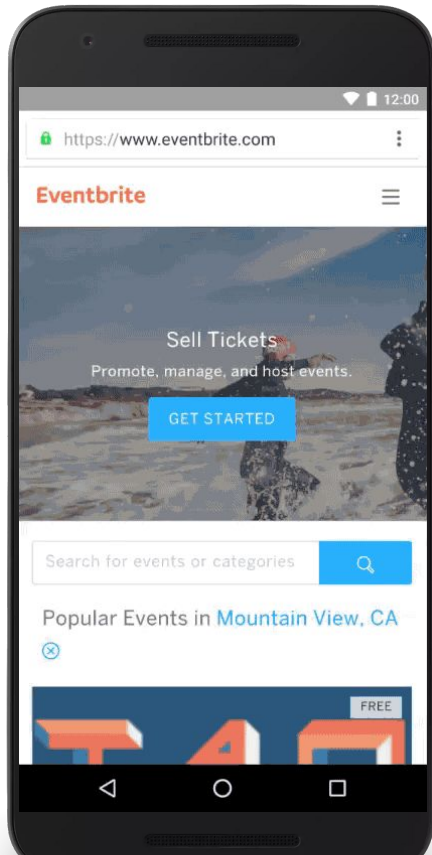 12:00
https://www.eventbrite.com
Eventbrite
Sell Tickets
Promote, manage, and host events.
GET STARTED
Search for events or categories
Popular Events in Mountain View, CA
FREE